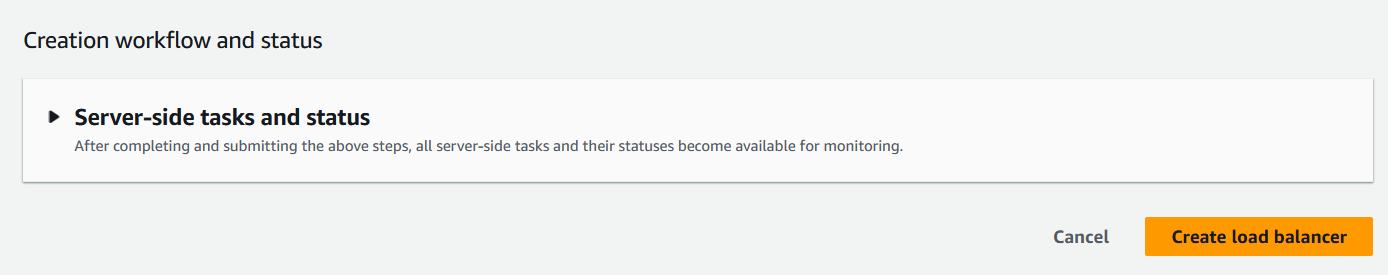 Creation workflow and status
Server-side tasks and status
After completing and submitting the above steps, all server-side tasks and their statuses become available for monitoring.
Cancel
Create load balancer